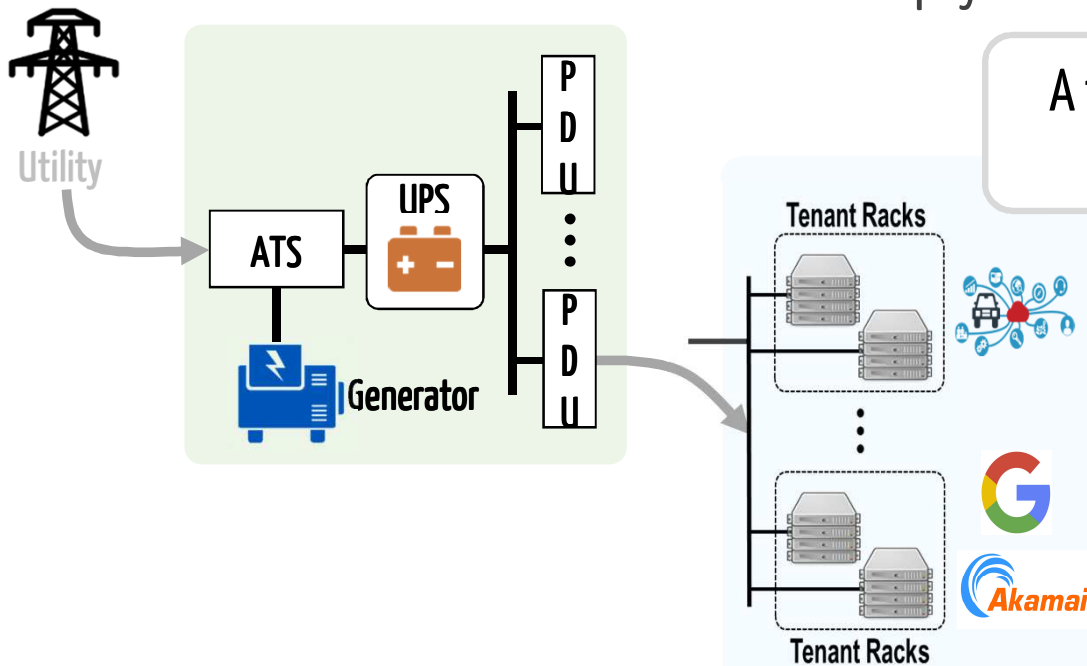 A
Utility
P
D
U
UPS
ATS
+ -
Generator
P
D
U
Tenant Racks
Tenant Racks
G
Akamai